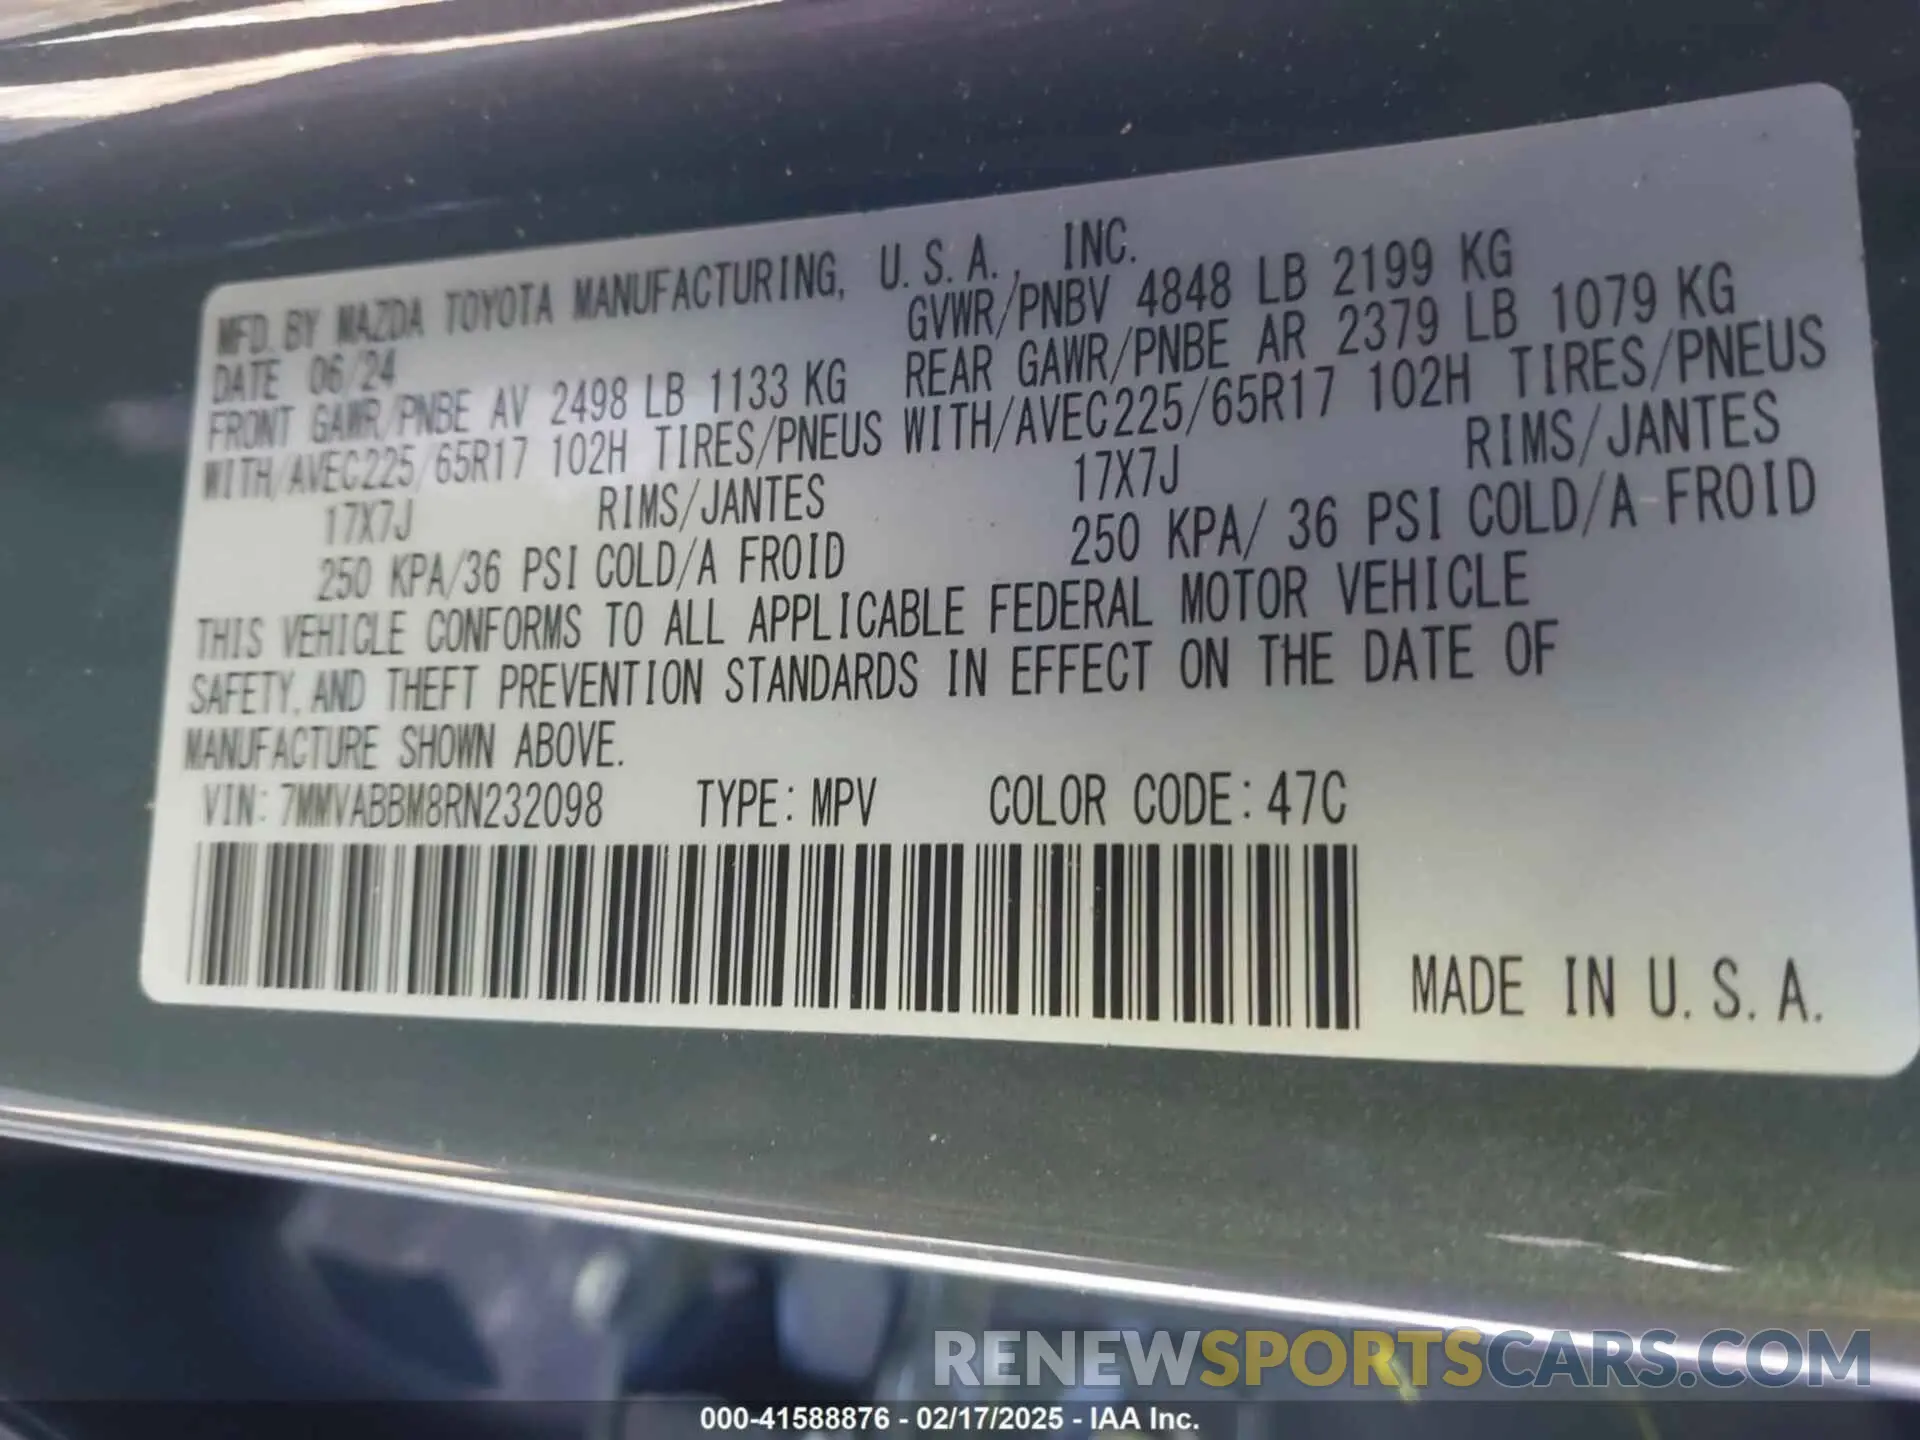 MFD. BY MAZDA TOYOTA MANUFACTURING, U.S.A., INC.
DATE 06/24 GVWR/PNBV 4848 LB 2199 KG
FRONT GAWR/PNBE AV 2498 LB 1133 KG REAR GAWR/PNBE AR 2379 LB 1079 KG
WITH/AVEC225/65R17 102H TIRES/PNEUS WITH/AVEC225/65R17 102H TIRES/PNEUS
17X7J RIMS/JANTES 17X7J RIMS/JANTES
250 KPA/36 PSI COLD/A FROID 250 KPA/ 36 PSI COLD/A FROID
THIS VEHICLE CONFORMS TO ALL APPLICABLE FEDERAL MOTOR VEHICLE
SAFETY, AND THEFT PREVENTION STANDARDS IN EFFECT ON THE DATE OF
MANUFACTURE SHOWN ABOVE.
VIN: 7MMVABBM8RN232098 TYPE: MPV COLOR CODE: 47C
MADE IN U.S.A.
RENEWSPORTSCARS.COM
000-41588876 - 02/17/2025 - IAA Inc.